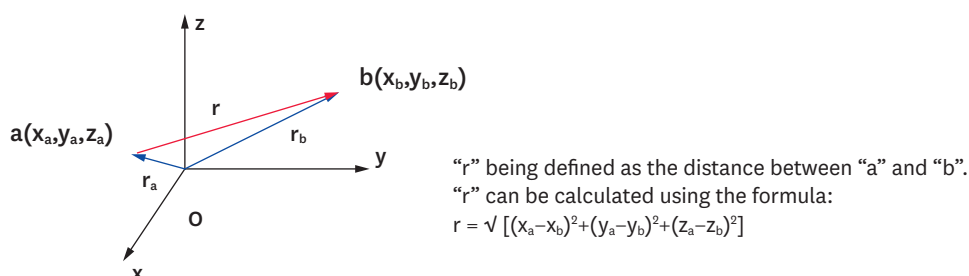 z
b(xb,yb,zb)
r
a(xa,ya,za)
rb
y
ra
"r" being defined as the distance between "a" and "b".
"r" can be calculated using the formula:
O
r = √ [(xa–xb)²+(ya–yb)²+(za–zb)²]
x